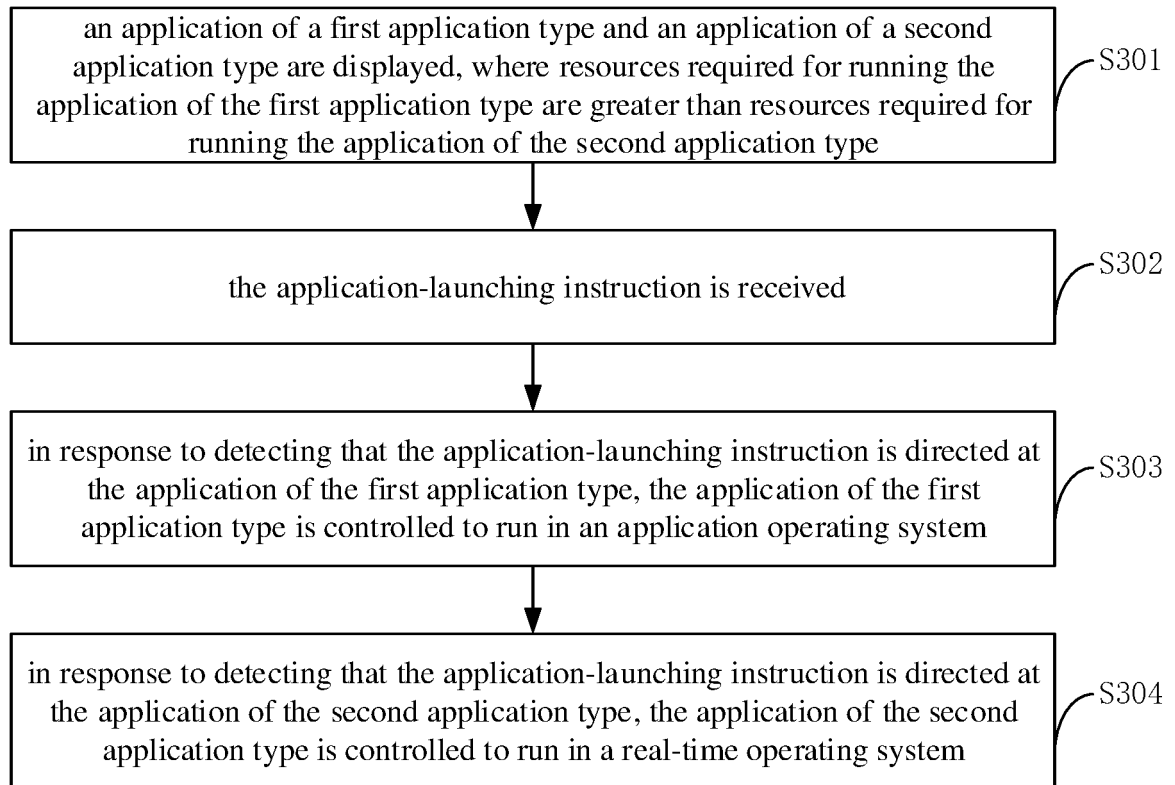 an application of a first application type and an application of a second
application type are displayed, where resources required for running the
application of the first application type are greater than resources required for
running the application of the second application type
S301
the application-launching instruction is received
S302
in response to detecting that the application-launching instruction is directed at
the application of the first application type, the application of the first
application type is controlled to run in an application operating system
S303
in response to detecting that the application-launching instruction is directed at
the application of the second application type, the application of the second
application type is controlled to run in a real-time operating system
S304